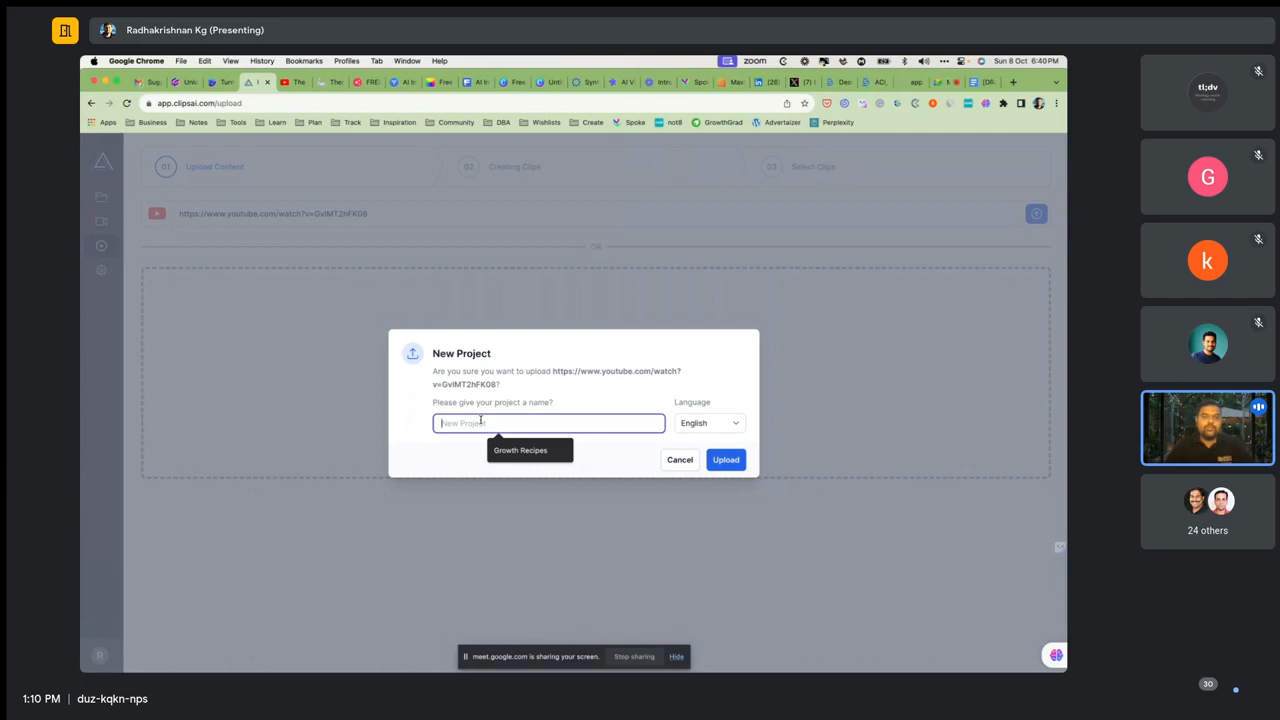 Radhakrishnan Kg (Presenting)
Google Chrome File Edit View History Bookmarks Profiles Tab Window Help
zoom
Sun 8 Oct 6:40PM
app.clipsai.com/upload
Apps Business Notes Tools Learn Plan Track Inspiration Community DBA Wishlists Create Spoke not8 GrowthGrad Advertaizer Perplexity
01 Upload Content
02 Creating Clips
03 Select Clips
https://www.youtube.com/watch?v=GvIMT2hFK08
OR
New Project
Are you sure you want to upload https://www.youtube.com/watch?
v=GvIMT2hFK08?
Please give your project a name?
Language
New Project
English
Growth Recipes
Cancel
Upload
R
meet.google.com is sharing your screen.
Stop sharing
Hide
tl;dv
G
k
24 others
1:10 PM | duz-kqkn-nps
30